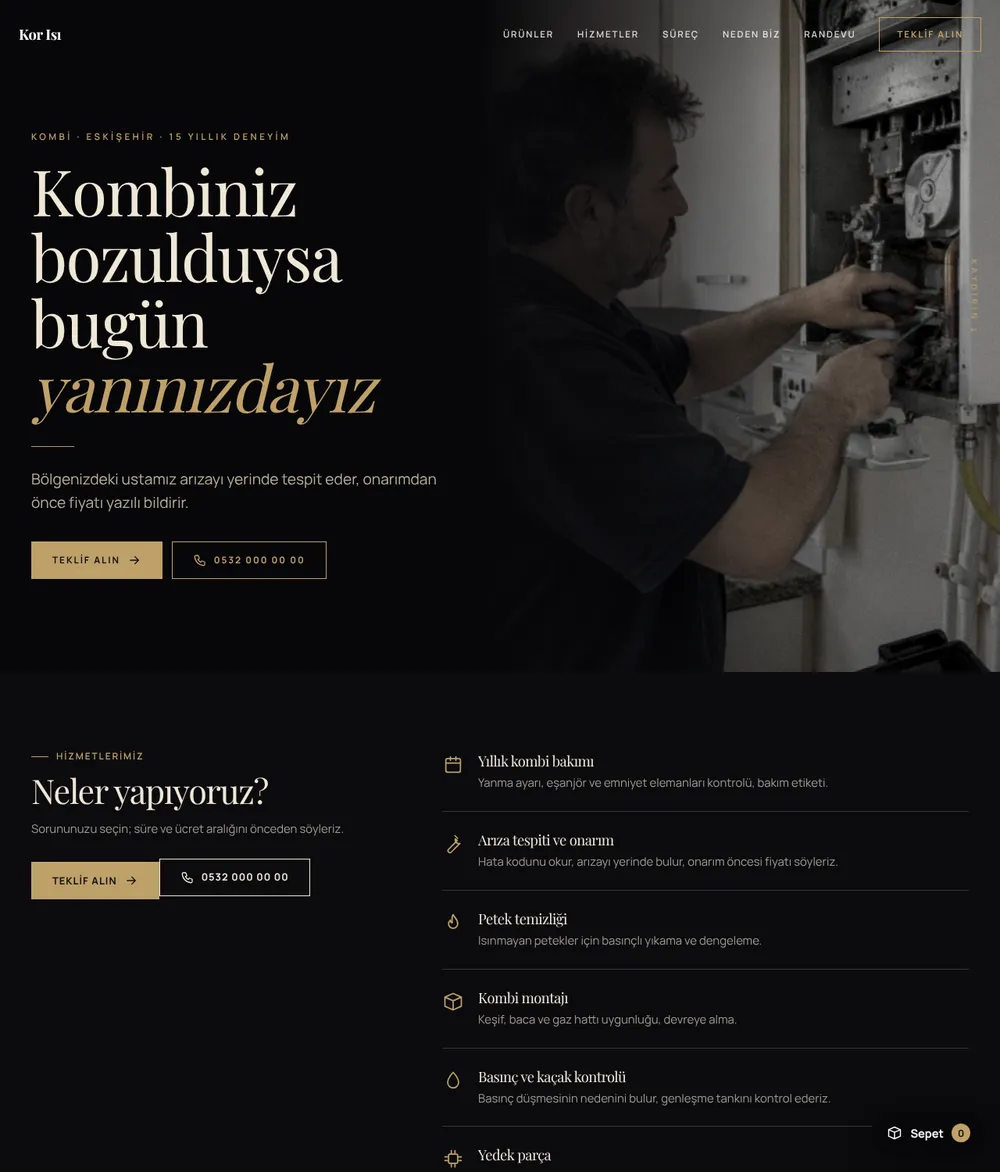 Kor Isı
ÜRÜNLER
HİZMETLER
SÜREÇ
NEDEN BİZ
RANDEVU
TEKLİF ALIN
KOMBİ · ESKİŞEHİR · 15 YILLIK DENEYİM
Kombiniz
bozulduysa
bugün
yanınızdayız
KAYDIRIN
Bölgenizdeki ustamız arızayı yerinde tespit eder, onarımdan
önce fiyatı yazılı bildirir.
TEKLİF ALIN →
0532 000 00 00
HİZMETLERİMİZ
Neler yapıyoruz?
Sorununuzu seçin; süre ve ücret aralığını önceden söyleriz.
TEKLİF ALIN →
0532 000 00 00
Yıllık kombi bakımı
Yanma ayarı, eşanjör ve emniyet elemanları kontrolü, bakım etiketi.
Arıza tespiti ve onarım
Hata kodunu okur, arızayı yerinde bulur, onarım öncesi fiyatı söyleriz.
Petek temizliği
Isınmayan petekler için basınçlı yıkama ve dengeleme.
Kombi montajı
Keşif, baca ve gaz hattı uygunluğu, devreye alma.
Basınç ve kaçak kontrolü
Basınç düşmesinin nedenini bulur, genleşme tankını kontrol ederiz.
Yedek parça
Sepet 0